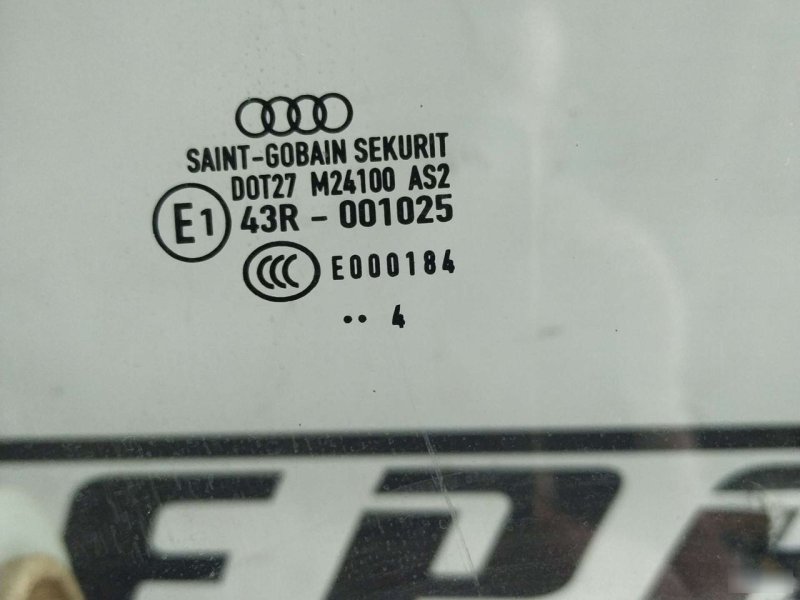 SAINT-GOBAIN SEKURIT
DOT27 M24100 AS2
E1 43R - 001025
CCC E000184
•• 4